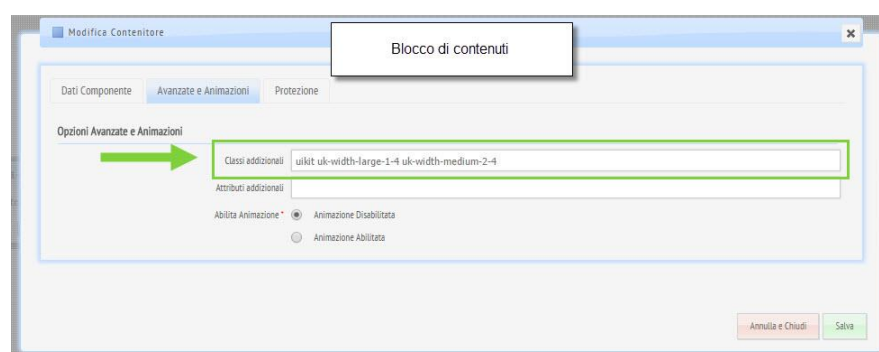 Modifica Contenitore
Blocco di contenuti
Dati Componente Avanzate e Animazioni Protezione
Opzioni Avanzate e Animazioni
Classi addizionali uikit uk-width-large-1-4 uk-width-medium-2-4
Attributi addizionali
Abilita Animazione * Animazione Disabilitata
Animazione Abilitata
Annulla e Chiudi Salva